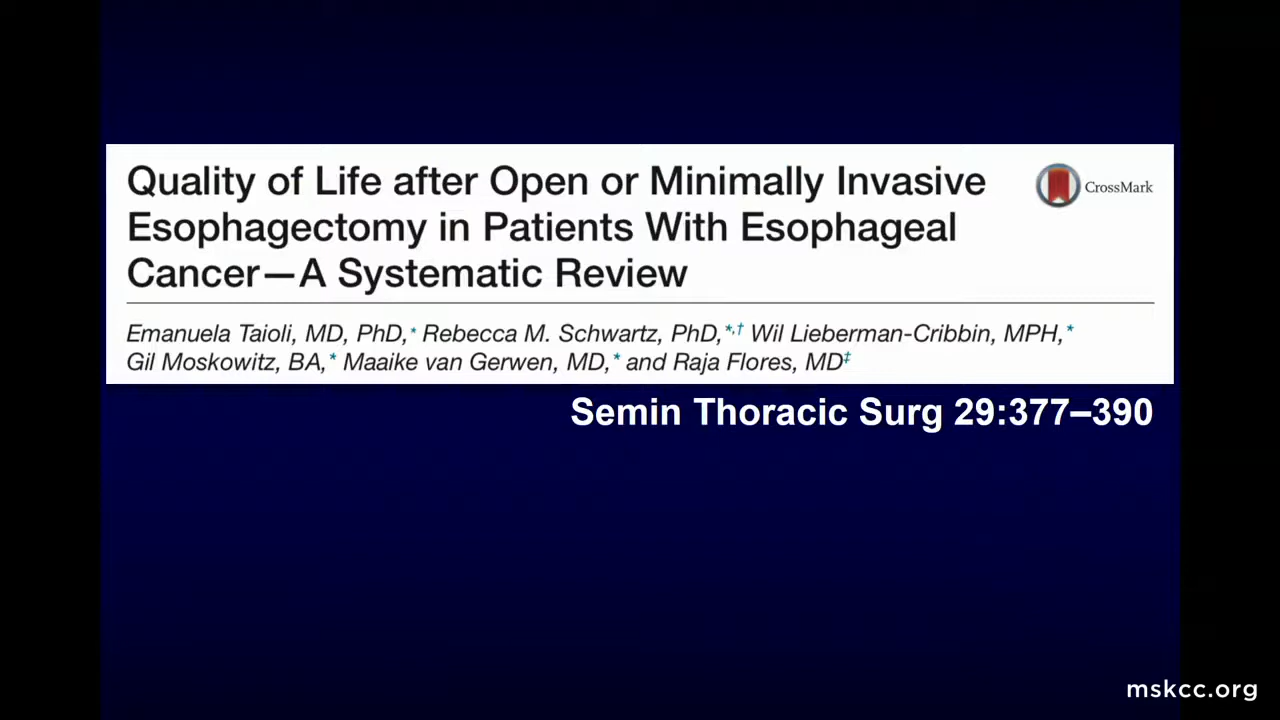 Quality of Life after Open or Minimally Invasive
Esophagectomy in Patients With Esophageal
Cancer—A Systematic Review
CrossMark
Emanuela Taioli, MD, PhD,* Rebecca M. Schwartz, PhD,*,† Wil Lieberman-Cribbin, MPH,*
Gil Moskowitz, BA,* Maaike van Gerwen, MD,* and Raja Flores, MD‡
Semin Thoracic Surg 29:377–390
mskcc.org